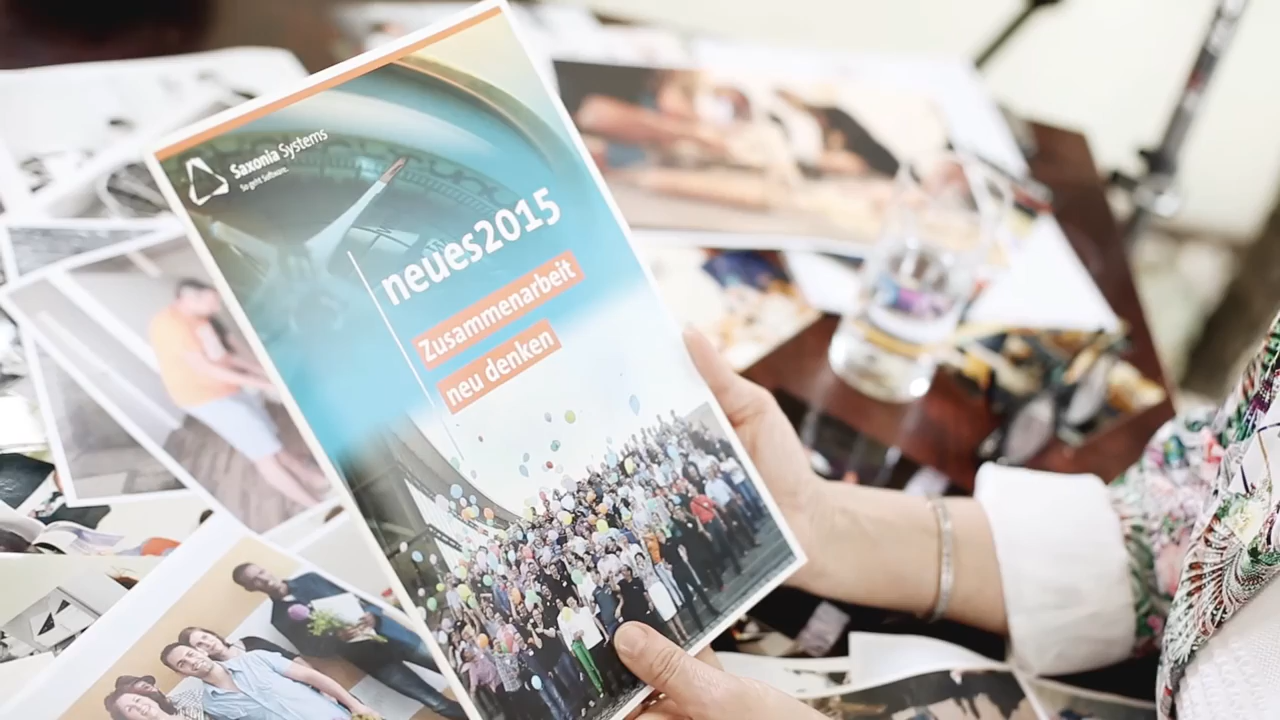 Saxonia Systems
So geht Software.
neues2015
Zusammenarbeit
neu denken